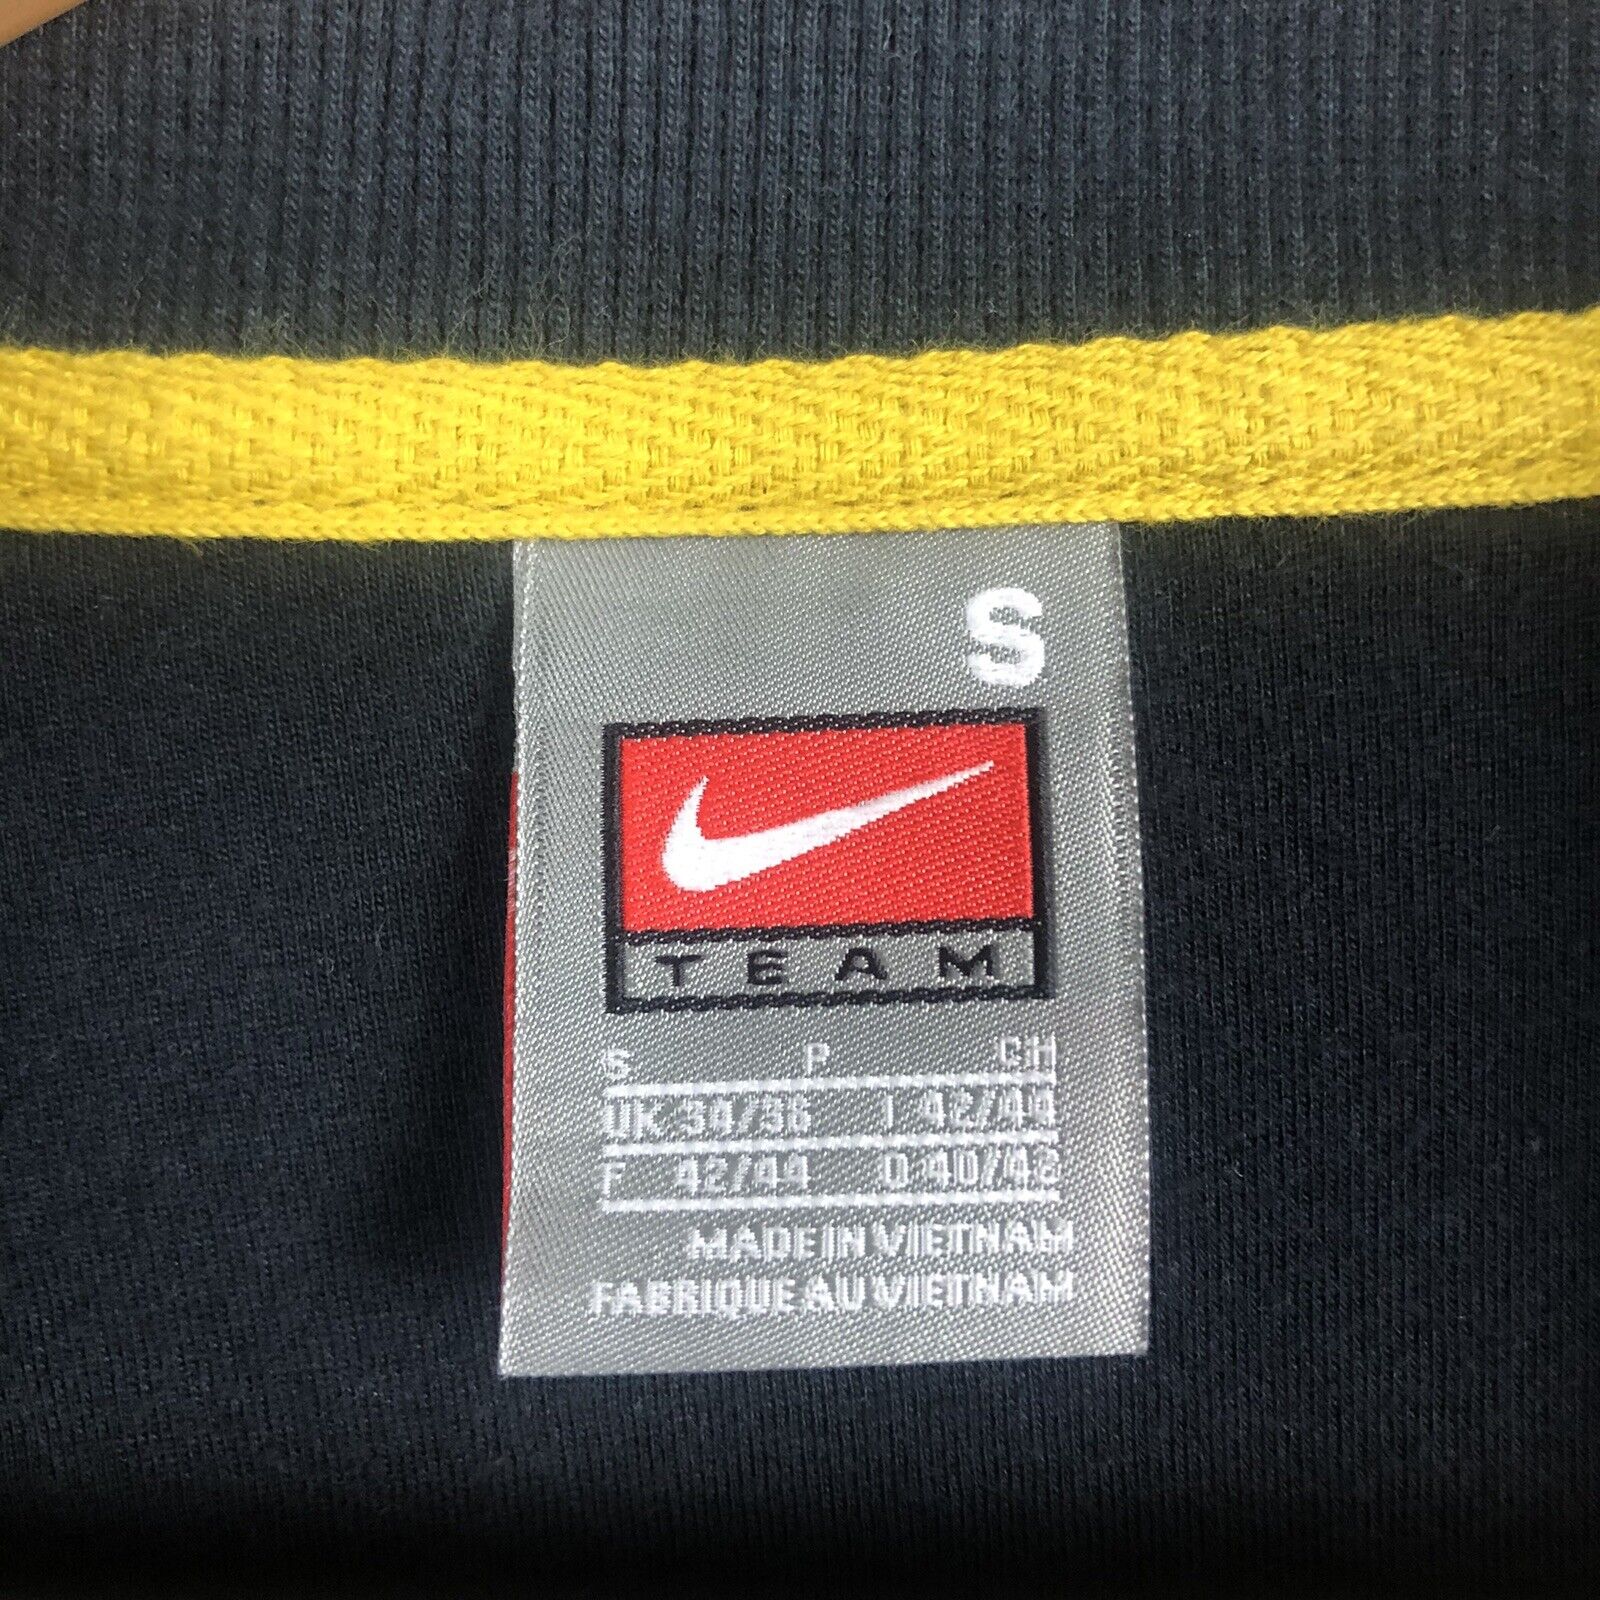 S
TEAM
S P CH
UK 34/36 I 42/44
F 42/44 D 40/42
MADE IN VIETNAM
FABRIQUE AU VIETNAM